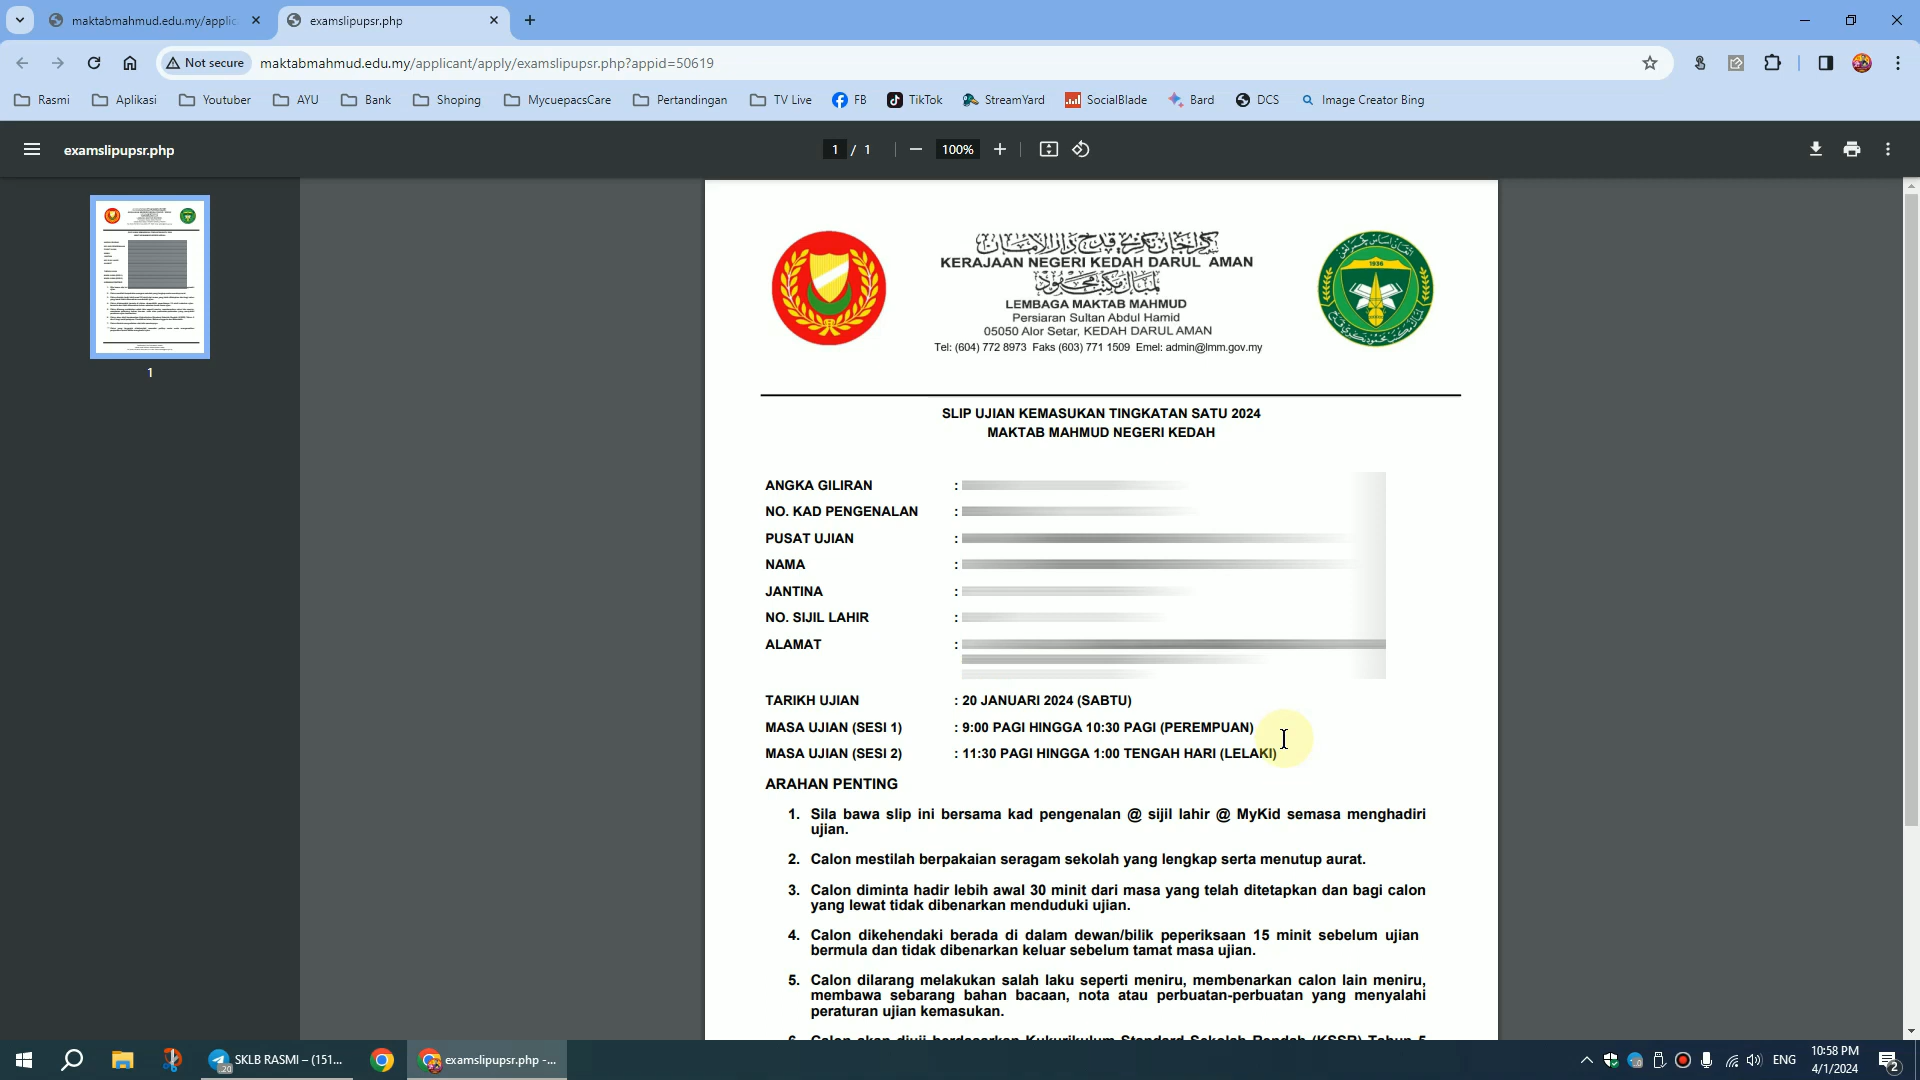 maktabmahmud.edu.my/applic
examslipupsr.php
Not secure
maktabmahmud.edu.my/applicant/apply/examslipupsr.php?appid=50619
Rasmi
Aplikasi
Youtuber
AYU
Bank
Shoping
MycuepacsCare
Pertandingan
TV Live
FB
TikTok
StreamYard
SocialBlade
Bard
DCS
Image Creator Bing
examslipupsr.php
1 / 1
100%
1
KERAJAAN NEGERI KEDAH DARUL AMAN
LEMBAGA MAKTAB MAHMUD
Persiaran Sultan Abdul Hamid
05050 Alor Setar, KEDAH DARUL AMAN
Tel: (604) 772 8973 Faks (603) 771 1509 Emel: admin@lmm.gov.my
1936
SLIP UJIAN KEMASUKAN TINGKATAN SATU 2024
MAKTAB MAHMUD NEGERI KEDAH
ANGKA GILIRAN :
NO. KAD PENGENALAN :
PUSAT UJIAN :
NAMA :
JANTINA :
NO. SIJIL LAHIR :
ALAMAT :
TARIKH UJIAN : 20 JANUARI 2024 (SABTU)
MASA UJIAN (SESI 1) : 9:00 PAGI HINGGA 10:30 PAGI (PEREMPUAN)
MASA UJIAN (SESI 2) : 11:30 PAGI HINGGA 1:00 TENGAH HARI (LELAKI)
ARAHAN PENTING
1. Sila bawa slip ini bersama kad pengenalan @ sijil lahir @ MyKid semasa menghadiri
ujian.
2. Calon mestilah berpakaian seragam sekolah yang lengkap serta menutup aurat.
3. Calon diminta hadir lebih awal 30 minit dari masa yang telah ditetapkan dan bagi calon
yang lewat tidak dibenarkan menduduki ujian.
4. Calon dikehendaki berada di dalam dewan/bilik peperiksaan 15 minit sebelum ujian
bermula dan tidak dibenarkan keluar sebelum tamat masa ujian.
5. Calon dilarang melakukan salah laku seperti meniru, membenarkan calon lain meniru,
membawa sebarang bahan bacaan, nota atau perbuatan-perbuatan yang menyalahi
peraturan ujian kemasukan.
6. Calon akan diuji berdasarkan Kukurikulum Standard Sekolah Rendah (KSSR) Tahun 5
20
SKLB RASMI – (151...
examslipupsr.php -...
ENG
10:58 PM
4/1/2024
2